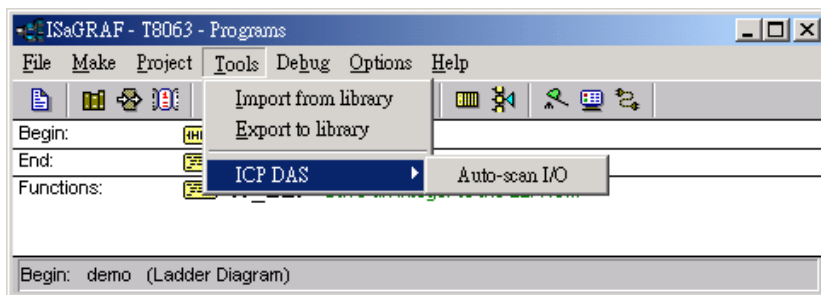 ISaGRAF - T8063 - Programs
File Make Project Tools Debug Options Help
Import from library
Export to library
ICP DAS
Auto-scan I/O
Begin:
End:
Functions:
Begin: demo (Ladder Diagram)